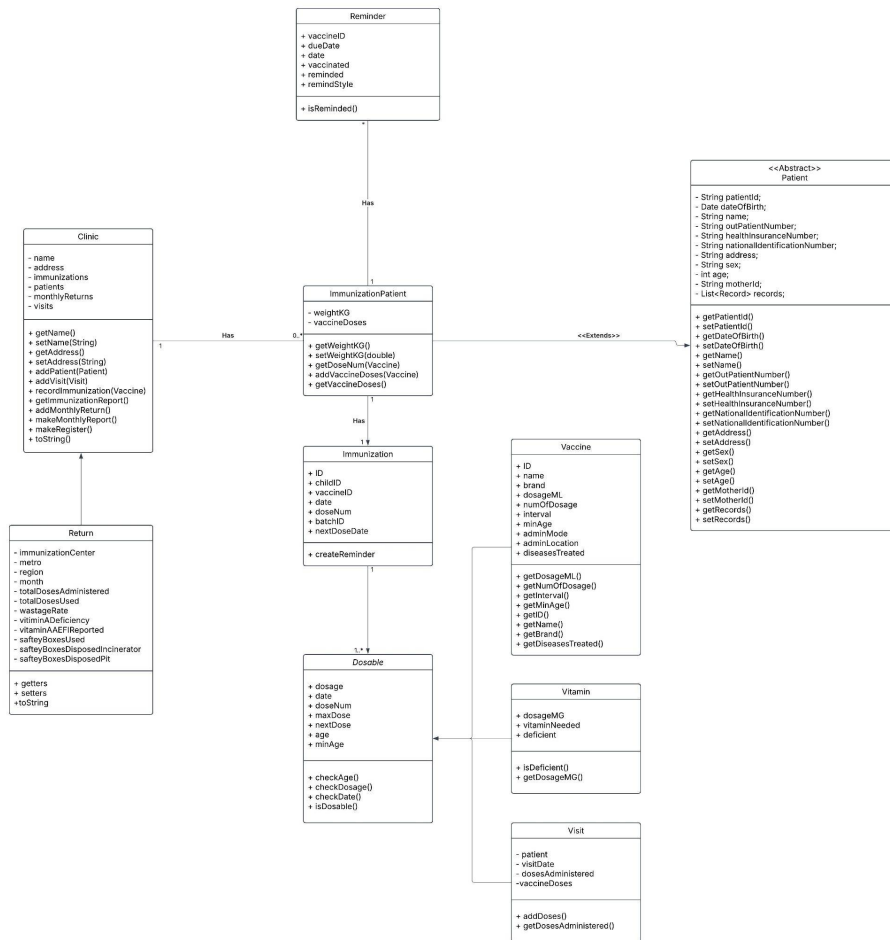 Reminder
+ vaccineID
+ dueDate
+ date
+ vaccinated
+ reminded
+ remindStyle
+ isReminded()
*
Has
1
<<Abstract>>
Patient
- String patientId;
- Date dateOfBirth;
- String name;
- String outPatientNumber;
- String healthInsuranceNumber;
- String nationalIdentificationNumber;
- String address;
- String sex;
- int age;
- String motherId;
- List<Record> records;
+ getPatientId()
+ setPatientId()
+ getDateOfBirth()
+ setDateOfBirth()
+ getName()
+ setName()
+ getOutPatientNumber()
+ setOutPatientNumber()
+ getHealthInsuranceNumber()
+ setHealthInsuranceNumber()
+ getNationalIdentificationNumber()
+ setNationalIdentificationNumber()
+ getAddress()
+ setAddress()
+ getSex()
+ setSex()
+ getAge()
+ setAge()
+ getMotherId()
+ setMotherId()
+ getRecords()
+ setRecords()
Clinic
- name
- address
- immunizations
- patients
- monthlyReturns
- visits
+ getName()
+ setName(String)
+ getAddress()
+ setAddress(String)
+ addPatient(Patient)
+ addVisit(Visit)
+ recordImmunization(Vaccine)
+ getImmunizationReport()
+ addMonthlyReturn()
+ makeMonthlyReport()
+ makeRegister()
+ toString()
1
Has
0..*
ImmunizationPatient
- weightKG
- vaccineDoses
+ getWeightKG()
+ setWeightKG(double)
+ getDoseNum(Vaccine)
+ addVaccineDoses(Vaccine)
+ getVaccineDoses()
<<Extends>>
1
Has
1
Immunization
+ ID
+ childID
+ vaccineID
+ date
+ doseNum
+ batchID
+ nextDoseDate
+ createReminder
1
1..*
Vaccine
+ ID
+ name
+ brand
+ dosageML
+ numOfDosage
+ interval
+ minAge
+ adminMode
+ adminLocation
+ diseasesTreated
+ getDosageML()
+ getNumOfDosage()
+ getInterval()
+ getMinAge()
+ getID()
+ getName()
+ getBrand()
+ getDiseasesTreated()
Return
- immunizationCenter
- metro
- region
- month
- totalDosesAdministered
- totalDosesUsed
- wastageRate
- vitiminADeficiency
- vitaminAAEFIReported
- safteyBoxesUsed
- safteyBoxesDisposedIncinerator
- safteyBoxesDisposedPit
+ getters
+ setters
+toString
Dosable
+ dosage
+ date
+ doseNum
+ maxDose
+ nextDose
+ age
+ minAge
+ checkAge()
+ checkDosage()
+ checkDate()
+ isDosable()
Vitamin
+ dosageMG
+ vitaminNeeded
+ deficient
+ isDeficient()
+ getDosageMG()
Visit
- patient
- visitDate
- dosesAdministered
-vaccineDoses
+ addDoses()
+ getDosesAdministered()